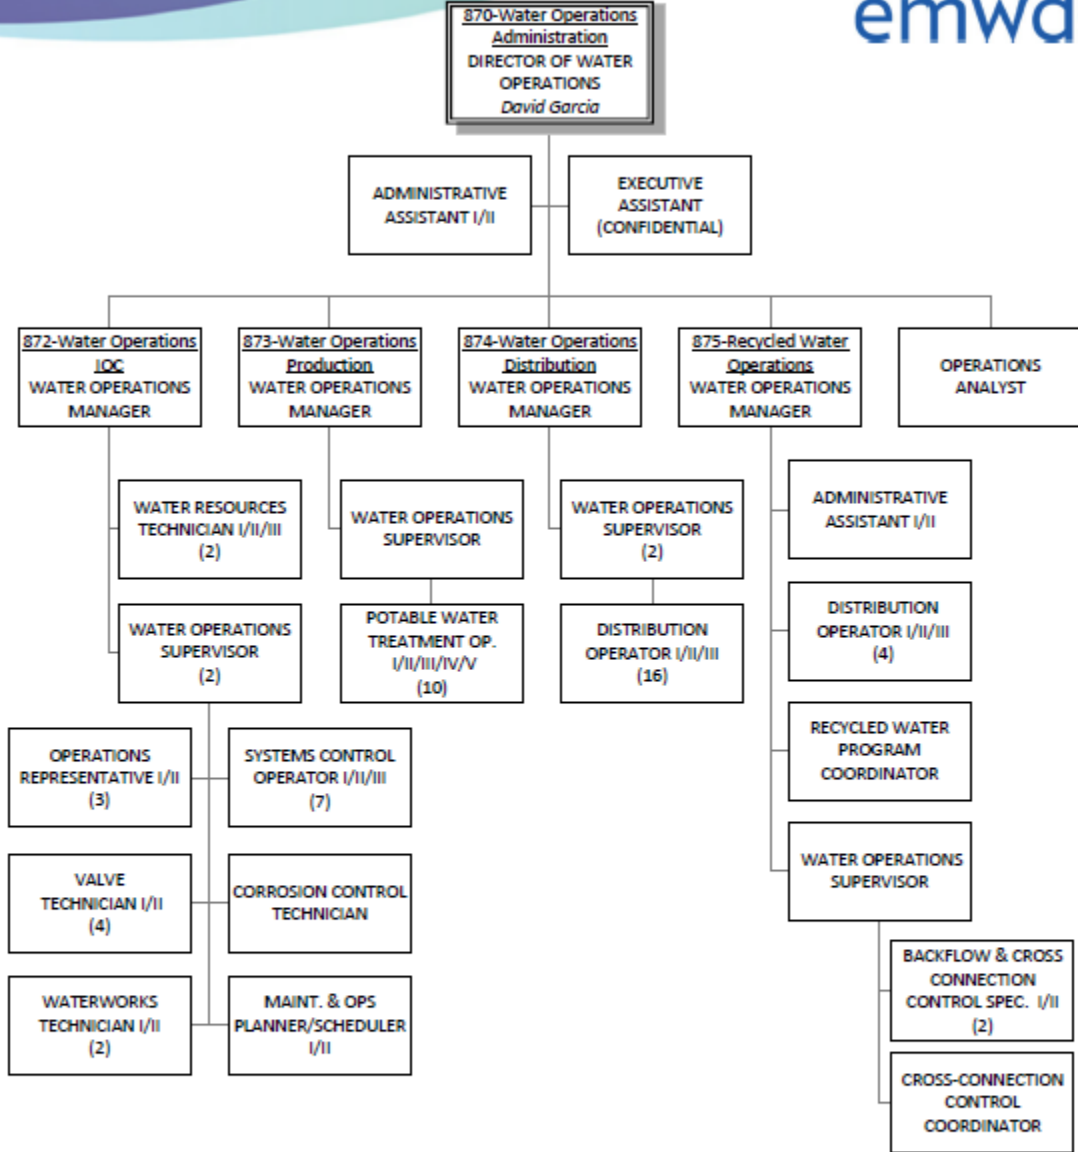 emwd
870-Water Operations
Administration
DIRECTOR OF WATER
OPERATIONS
David Garcia
ADMINISTRATIVE
ASSISTANT I/II
EXECUTIVE
ASSISTANT
(CONFIDENTIAL)
872-Water Operations
IOC
WATER OPERATIONS
MANAGER
873-Water Operations
Production
WATER OPERATIONS
MANAGER
874-Water Operations
Distribution
WATER OPERATIONS
MANAGER
875-Recycled Water
Operations
WATER OPERATIONS
MANAGER
OPERATIONS
ANALYST
WATER RESOURCES
TECHNICIAN I/II/III
(2)
WATER OPERATIONS
SUPERVISOR
WATER OPERATIONS
SUPERVISOR
(2)
ADMINISTRATIVE
ASSISTANT I/II
WATER OPERATIONS
SUPERVISOR
(2)
POTABLE WATER
TREATMENT OP.
I/II/III/IV/V
(10)
DISTRIBUTION
OPERATOR I/II/III
(16)
DISTRIBUTION
OPERATOR I/II/III
(4)
OPERATIONS
REPRESENTATIVE I/II
(3)
SYSTEMS CONTROL
OPERATOR I/II/III
(7)
RECYCLED WATER
PROGRAM
COORDINATOR
VALVE
TECHNICIAN I/II
(4)
CORROSION CONTROL
TECHNICIAN
WATER OPERATIONS
SUPERVISOR
WATERWORKS
TECHNICIAN I/II
(2)
MAINT. & OPS
PLANNER/SCHEDULER
I/II
BACKFLOW & CROSS
CONNECTION
CONTROL SPEC. I/II
(2)
CROSS-CONNECTION
CONTROL
COORDINATOR